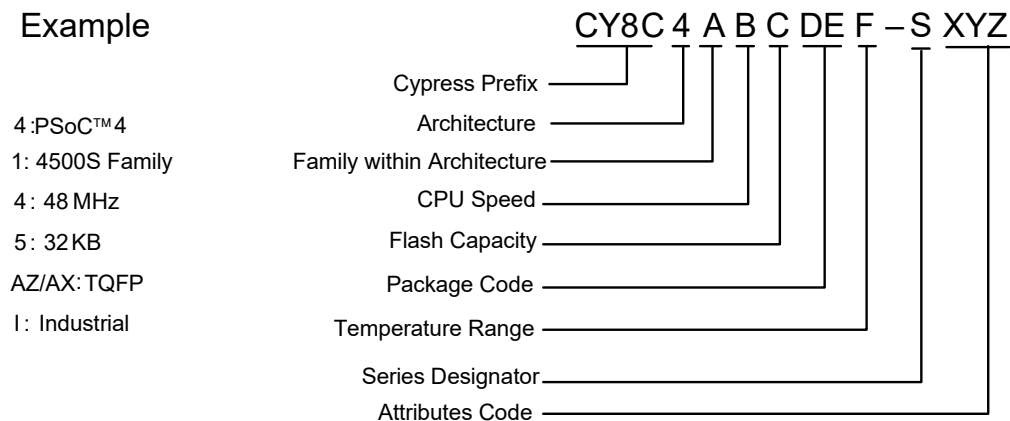 Example
CY8C 4 A B C DE F – S XYZ
Cypress Prefix
4 :PSoC™ 4
Architecture
1: 4500S Family
Family within Architecture
4 : 48 MHz
CPU Speed
5 : 32 KB
Flash Capacity
AZ/AX: TQFP
Package Code
I : Industrial
Temperature Range
Series Designator
Attributes Code